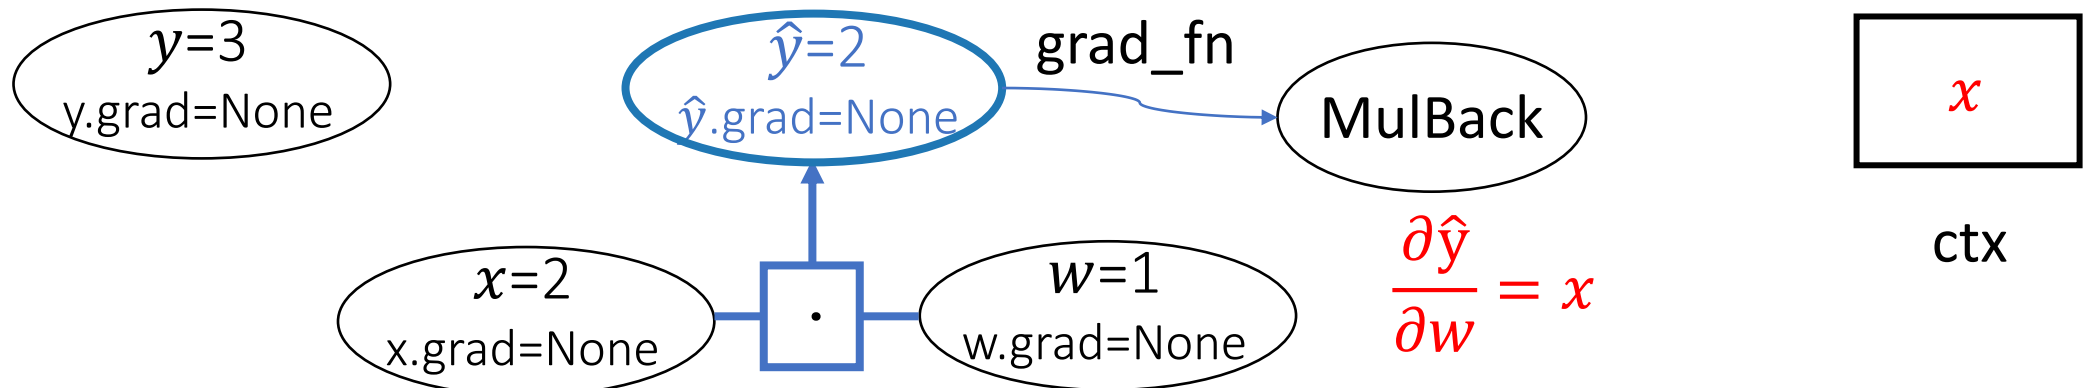 y=3
y.grad=None
ŷ=2
ŷ.grad=None
grad_fn
MulBack
x
ctx
x=2
x.grad=None
.
w=1
w.grad=None
∂ŷ/∂w = x